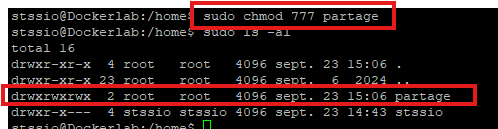 stssio@Dockerlab:/home$ sudo chmod 777 partage
stssio@Dockerlab:/home$ sudo ls -al
total 16
drwxr-xr-x  4 root   root   4096 sept. 23 15:06 .
drwxr-xr-x 23 root   root   4096 sept.  6  2024 ..
drwxrwxrwx  2 root   root   4096 sept. 23 15:06 partage
drwxr-x---  4 stssio stssio 4096 sept. 23 14:43 stssio
stssio@Dockerlab:/home$